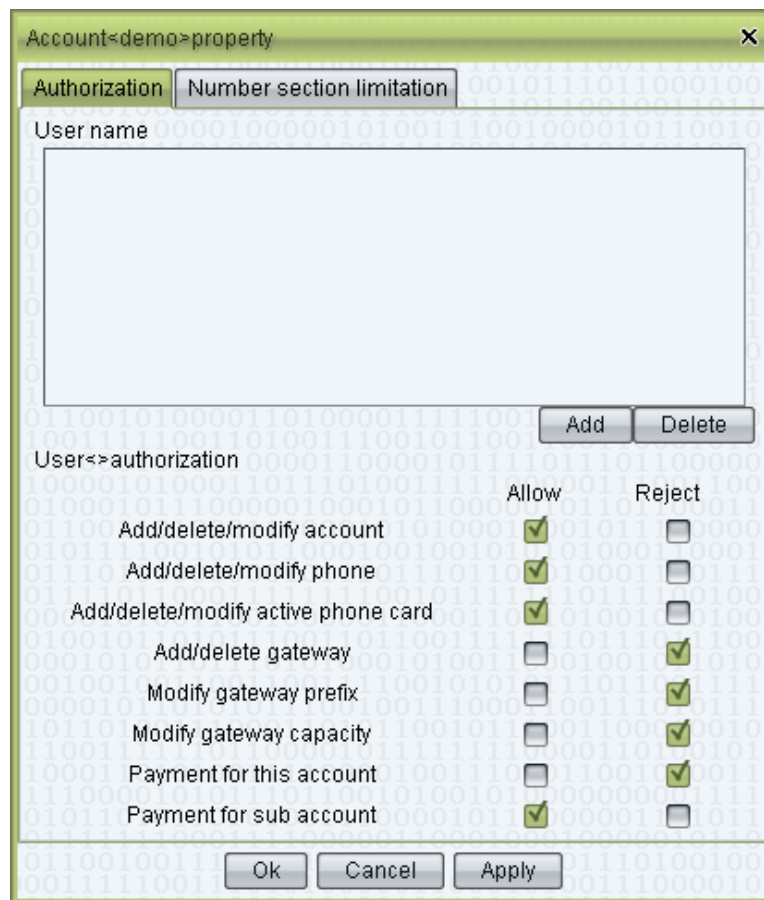 Account<demo>property
Authorization Number section limitation
User name
Add Delete
User<>authorization
Allow Reject
Add/delete/modify account
Add/delete/modify phone
Add/delete/modify active phone card
Add/delete gateway
Modify gateway prefix
Modify gateway capacity
Payment for this account
Payment for sub account
Ok Cancel Apply